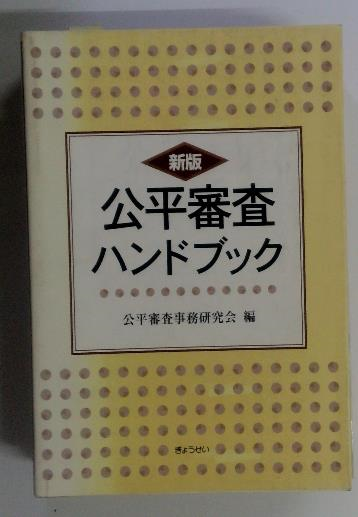 新版
公平審査
ハンドブック
公平審査事務研究会 編
ぎょうせい